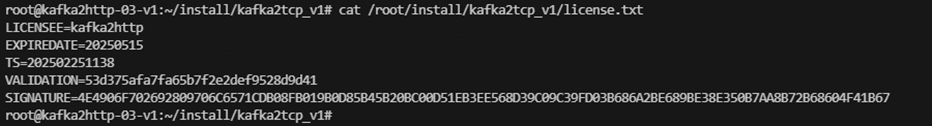 root@kafka2http-03-v1:~/install/kafka2tcp_v1# cat /root/install/kafka2tcp_v1/license.txt
LICENSEE=kafka2http
EXPIREDATE=20250515
TS=202502251138
VALIDATION=53d375afa7fa65b7f2e2def9528d9d41
SIGNATURE=4E4906F702692809706C6571CDB08FB019B0D85B45B20BC00D51EB3EE568D39C09C39FD03B686A2BE689BE38E350B7AA8B72B68604F41B67
root@kafka2http-03-v1:~/install/kafka2tcp_v1#